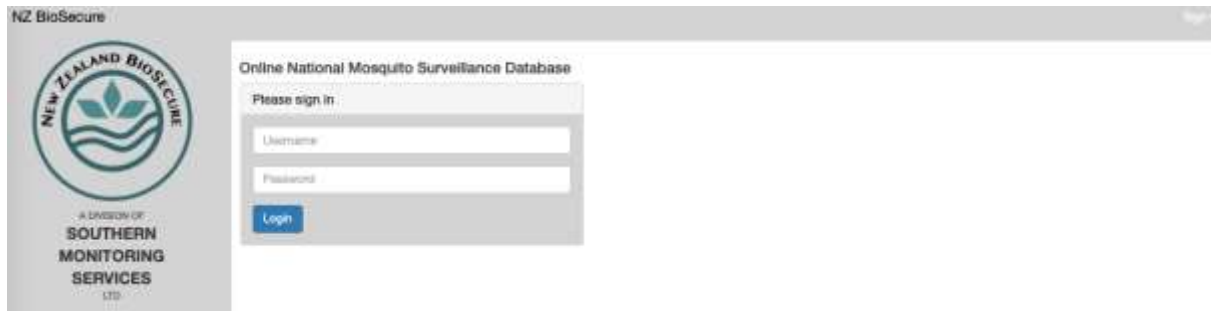 NZ BioSecure
NEW ZEALAND BIOSECURE
A DIVISION OF
SOUTHERN
MONITORING
SERVICES
LTD
Online National Mosquito Surveillance Database
Please sign in
Username
Password
Login